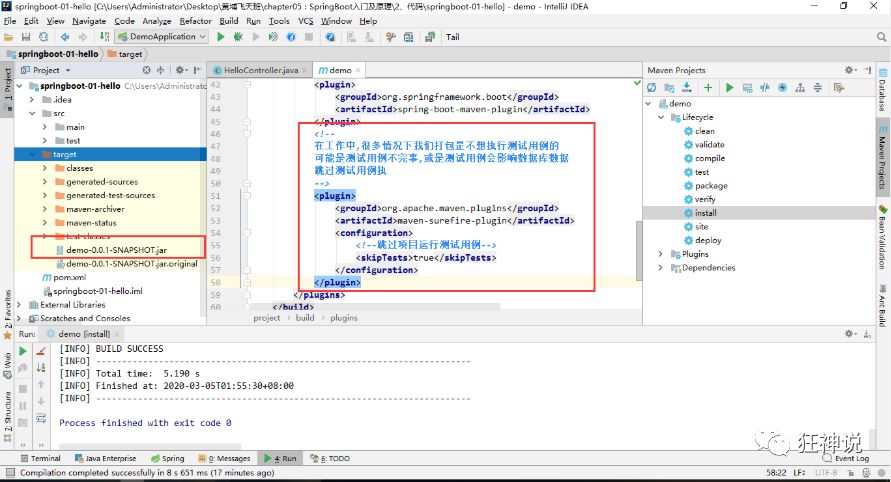 springboot-01-hello [C:\Users\Administrator\Desktop\黄埔飞天班\chapter05：SpringBoot入门及原理\2、代码\springboot-01-hello] - demo - IntelliJ IDEA
File Edit View Navigate Code Analyze Refactor Build Run Tools VCS Window Help
DemoApplication
Tail
springboot-01-hello
target
Project
HelloController.java
demo
Maven Projects
springboot-01-hello C:\Users\Administrator
.idea
src
main
test
target
classes
generated-sources
generated-test-sources
maven-archiver
maven-status
test-classes
demo-0.0.1-SNAPSHOT.jar
demo-0.0.1-SNAPSHOT.jar.original
pom.xml
springboot-01-hello.iml
External Libraries
Scratches and Consoles
42 <plugin>
43 <groupId>org.springframework.boot</groupId>
44 <artifactId>spring-boot-maven-plugin</artifactId>
45 </plugin>
46 <!--
47 在工作中,很多情况下我们打包是不想执行测试用例的
48 可能是测试用例不完事,或是测试用例会影响数据库数据
49 跳过测试用例执
50 -->
51 <plugin>
52 <groupId>org.apache.maven.plugins</groupId>
53 <artifactId>maven-surefire-plugin</artifactId>
54 <configuration>
55 <!--跳过项目运行测试用例-->
56 <skipTests>true</skipTests>
57 </configuration>
58 </plugin>
59 </plugins>
60 </build>
project build plugins
demo
Lifecycle
clean
validate
compile
test
package
verify
install
site
deploy
Plugins
Dependencies
1: Project
2: Favorites
Web
7: Structure
Database
Maven Projects
Bean Validation
Ant Build
Run: demo [install]
[INFO] BUILD SUCCESS
[INFO] ------------------------------------------------------------------------
[INFO] Total time: 5.190 s
[INFO] Finished at: 2020-03-05T01:55:30+08:00
[INFO] ------------------------------------------------------------------------
Process finished with exit code 0
狂神说
Terminal Java Enterprise Spring 0: Messages 4: Run 6: TODO Event Log
Compilation completed successfully in 8 s 651 ms (17 minutes ago) 58:22 LF÷ UTF-8